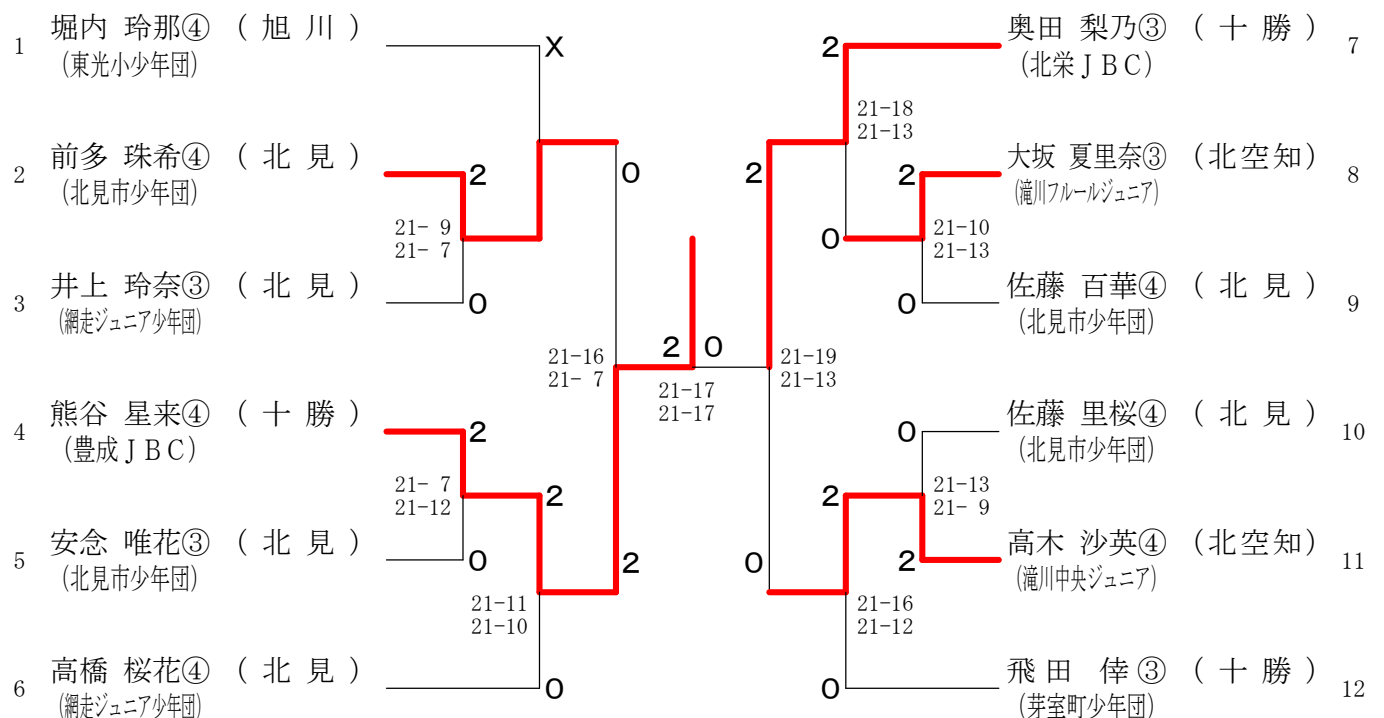 1 堀内 玲那④ (旭川)
(東光小少年団)
X
2 前多 珠希④ (北見)
(北見市少年団)
2
0
21- 9
21- 7
3 井上 玲奈③ (北見)
(網走ジュニア少年団)
0
21-16
21- 7
4 熊谷 星来④ (十勝)
(豊成JBC)
2
21- 7
21-12
2
5 安念 唯花③ (北見)
(北見市少年団)
0
2
21-11
21-10
6 高橋 桜花④ (北見)
(網走ジュニア少年団)
0
2 0
21-17
21-17
奥田 梨乃③ (十勝) 7
(北栄JBC)
2
21-18
21-13
大坂 夏里奈③ (北空知) 8
(滝川フルールジュニア)
2
2
0
21-10
21-13
佐藤 百華④ (北見) 9
(北見市少年団)
0
21-19
21-13
佐藤 里桜④ (北見) 10
(北見市少年団)
0
21-13
21- 9
2
高木 沙英④ (北空知) 11
(滝川中央ジュニア)
2
0
21-16
21-12
飛田 倖③ (十勝) 12
(芽室町少年団)
0